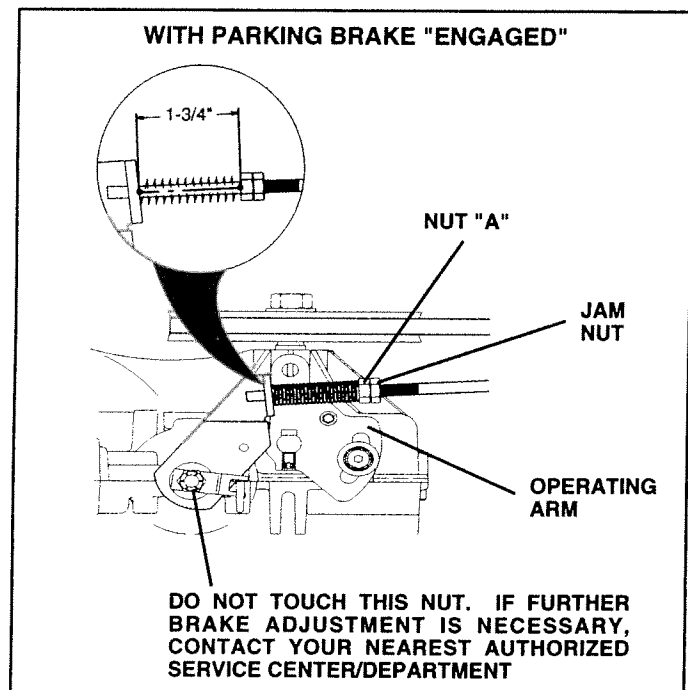 WITH PARKING BRAKE "ENGAGED"
1-3/4"
NUT "A"
JAM
NUT
OPERATING
ARM
DO NOT TOUCH THIS NUT. IF FURTHER
BRAKE ADJUSTMENT IS NECESSARY,
CONTACT YOUR NEAREST AUTHORIZED
SERVICE CENTER/DEPARTMENT